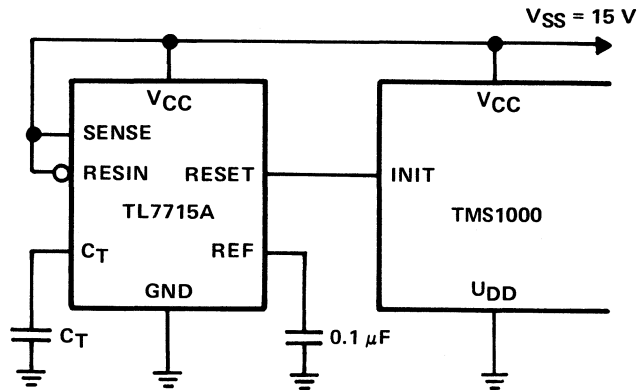 VSS = 15 V
VCC
VCC
SENSE
RESIN
RESET
INIT
TL7715A
TMS1000
CT
REF
GND
UDD
CT
0.1 μF